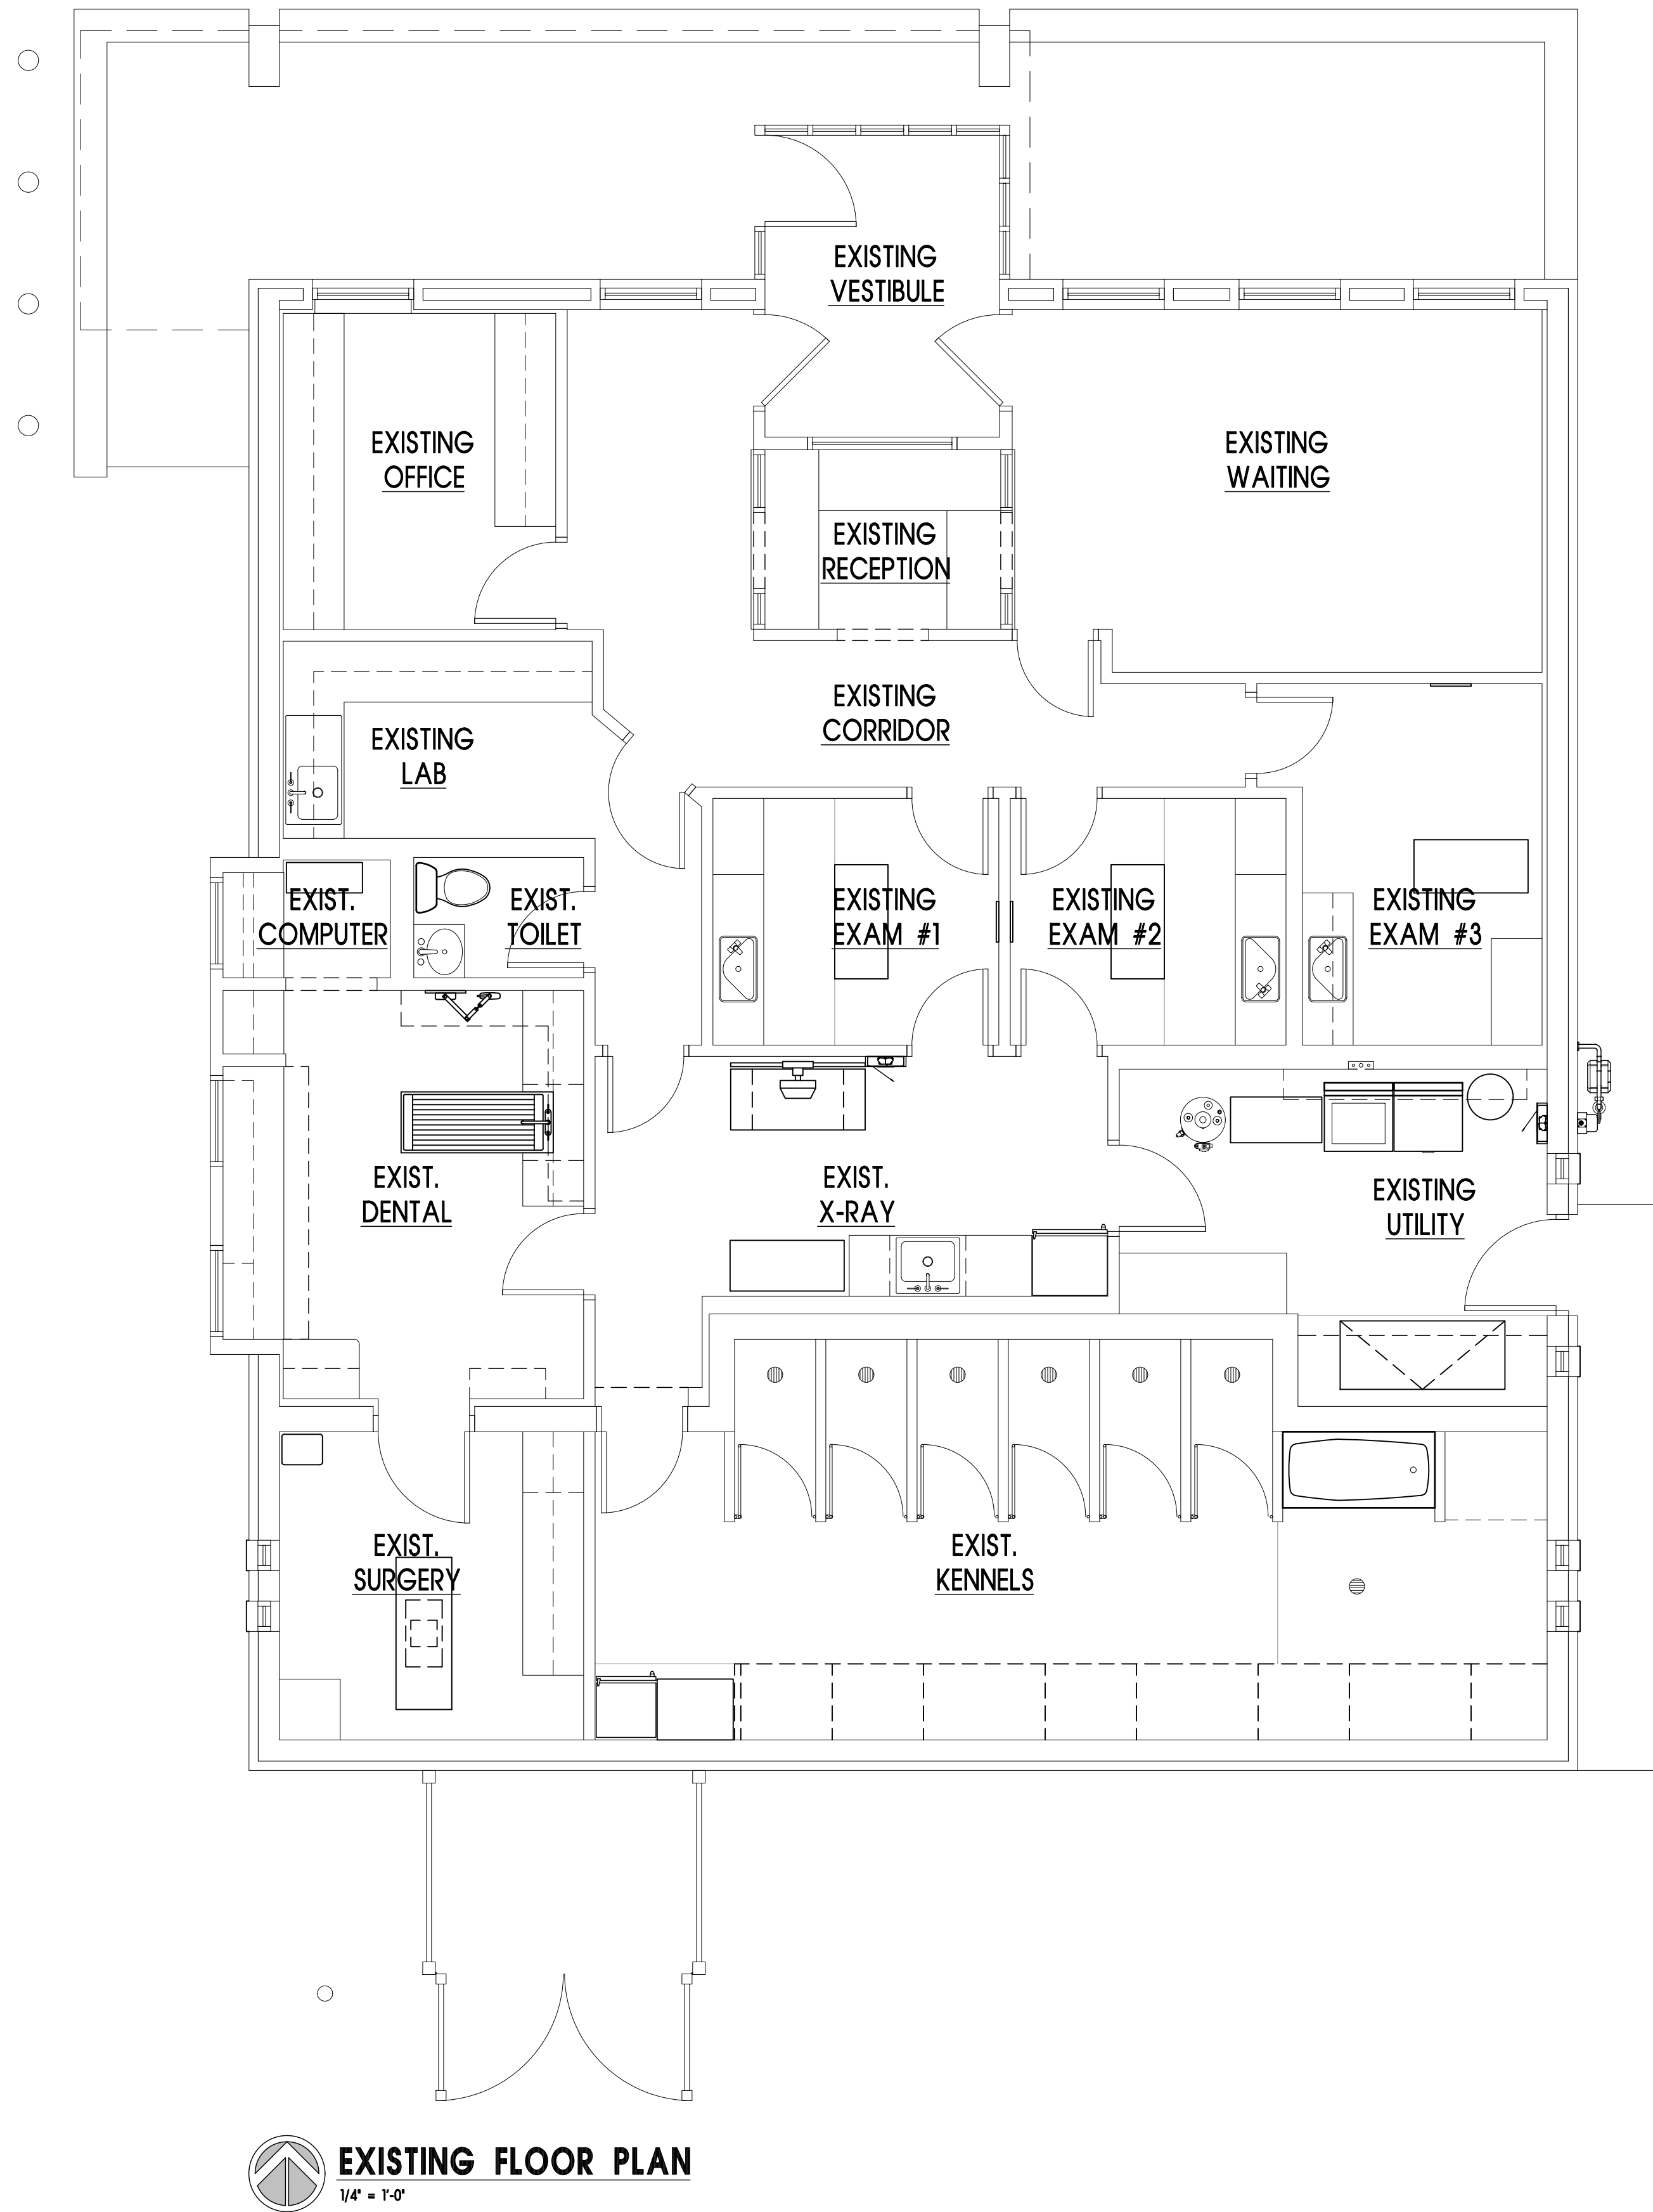 EXISTING
VESTIBULE
EXISTING
OFFICE
EXISTING
WAITING
EXISTING
RECEPTION
EXISTING
CORRIDOR
EXISTING
LAB
EXIST.
COMPUTER
EXIST.
TOILET
EXISTING
EXAM #1
EXISTING
EXAM #2
EXISTING
EXAM #3
EXIST.
DENTAL
EXIST.
X-RAY
EXISTING
UTILITY
EXIST.
SURGERY
EXIST.
KENNELS
EXISTING FLOOR PLAN
1/4" = 1'-0"